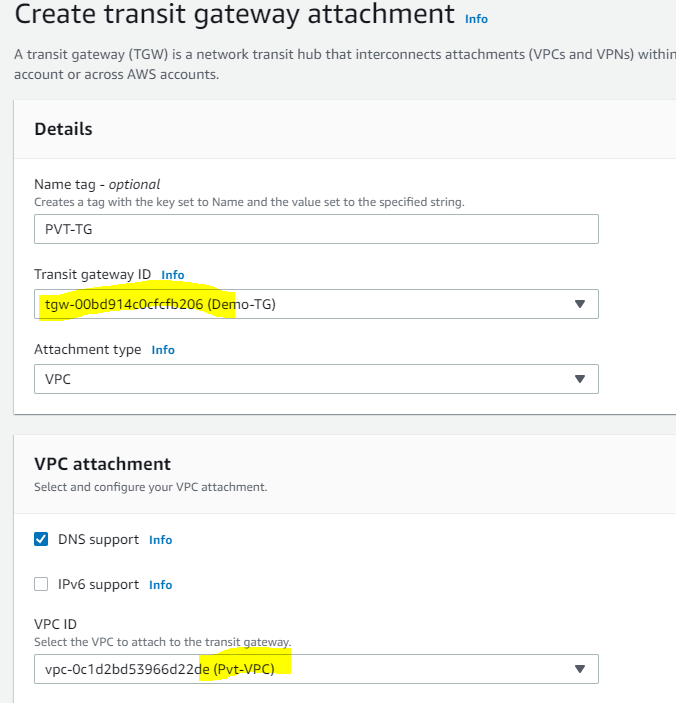 Create transit gateway attachment Info
A transit gateway (TGW) is a network transit hub that interconnects attachments (VPCs and VPNs) within
account or across AWS accounts.
Details
Name tag - optional
Creates a tag with the key set to Name and the value set to the specified string.
PVT-TG
Transit gateway ID Info
tgw-00bd914c0cfcfb206 (Demo-TG)
Attachment type Info
VPC
VPC attachment
Select and configure your VPC attachment.
DNS support Info
IPv6 support Info
VPC ID
Select the VPC to attach to the transit gateway.
vpc-0c1d2bd53966d22de (Pvt-VPC)